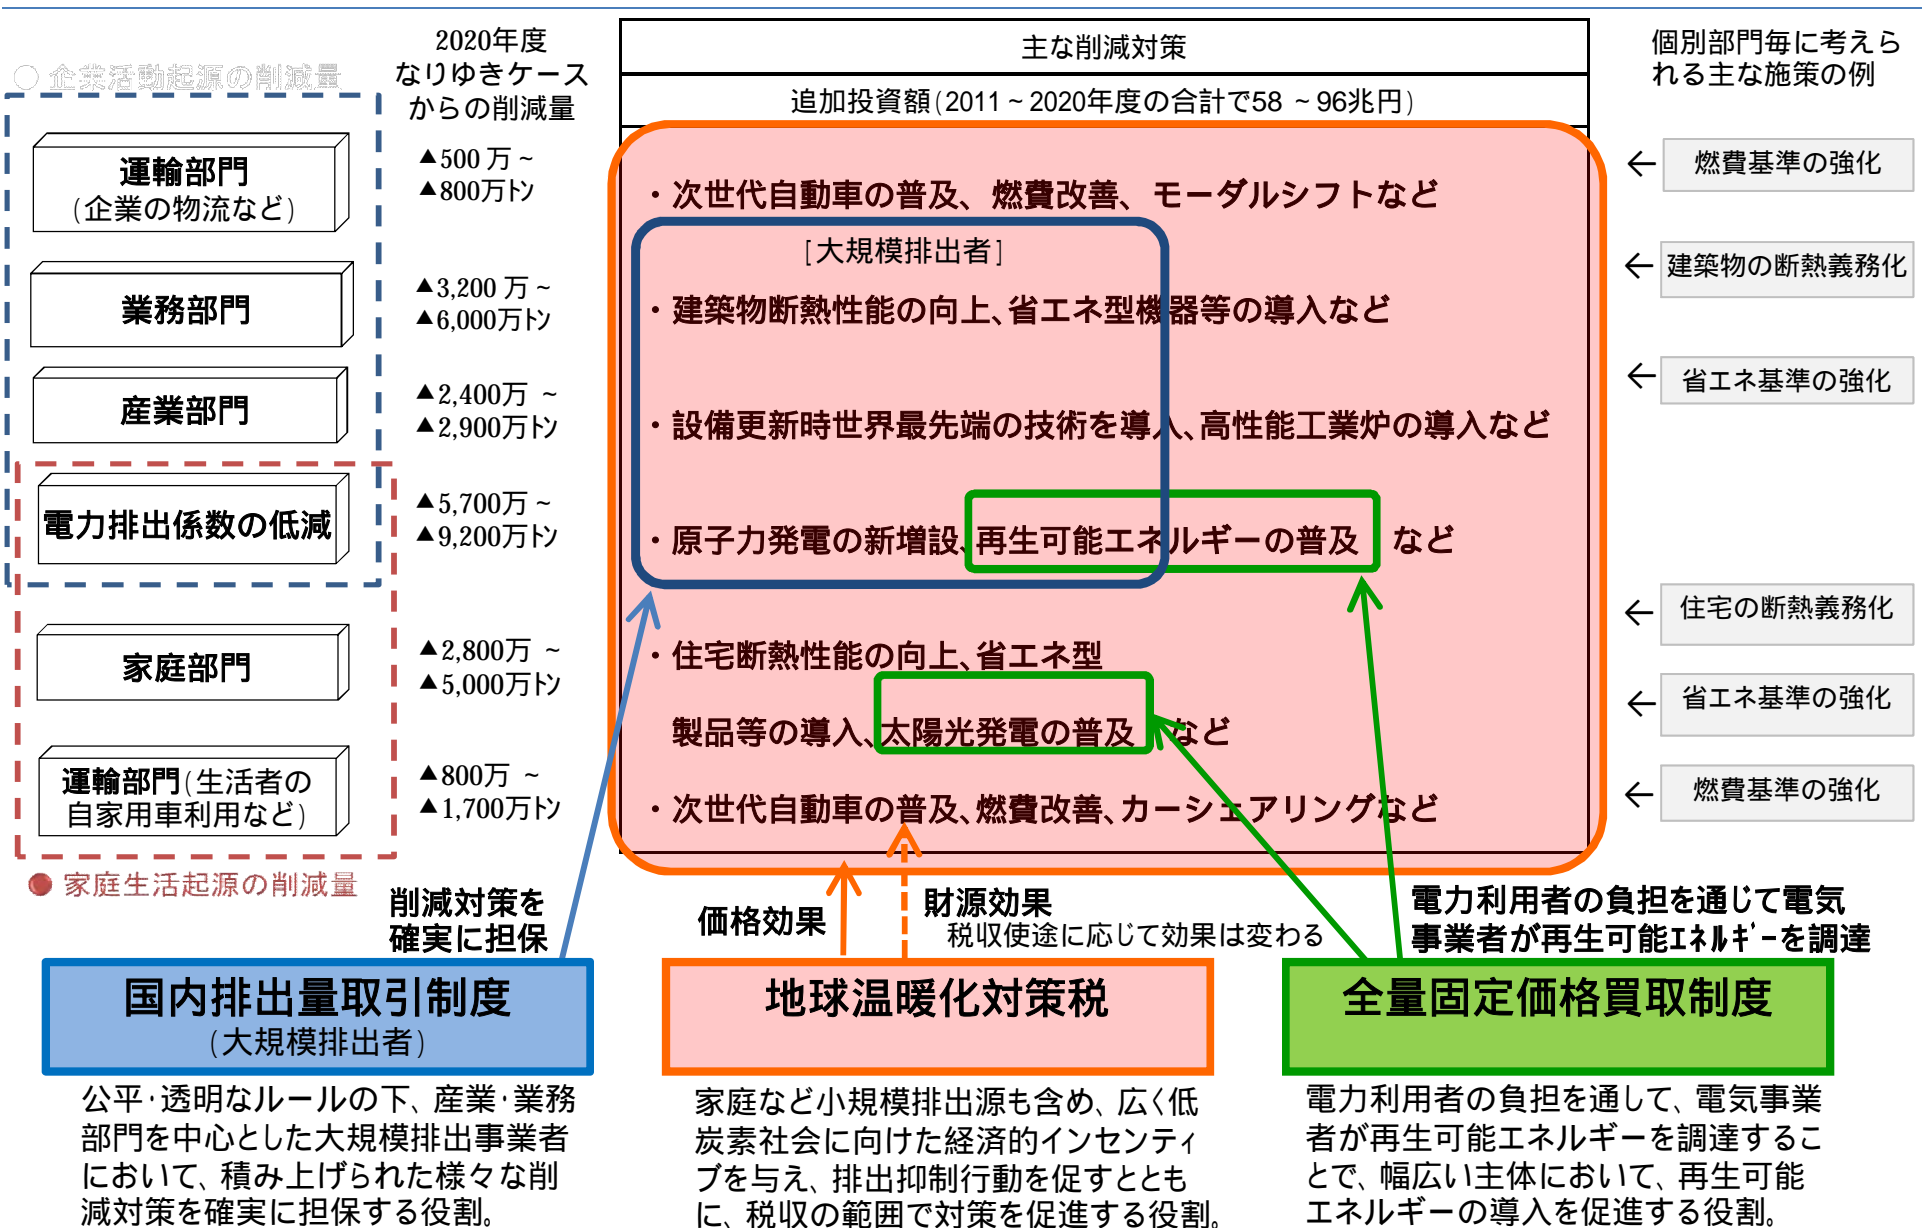 2020年度
なりゆきケース
からの削減量
主な削減対策
追加投資額(2011~2020年度の合計で58 ~96兆円)
個別部門毎に考えら
れる主な施策の例
○ 企業活動起源の削減量
運輸部門
(企業の物流など)
▲500 万~
▲800万トン
・次世代自動車の普及、燃費改善、モーダルシフトなど
← 燃費基準の強化
[大規模排出者]
業務部門
▲3,200 万~
▲6,000万トン
・建築物断熱性能の向上、省エネ型機器等の導入など
← 建築物の断熱義務化
産業部門
▲2,400万 ~
▲2,900万トン
・設備更新時世界最先端の技術を導入、高性能工業炉の導入など
← 省エネ基準の強化
電力排出係数の低減
▲5,700万~
▲9,200万トン
・原子力発電の新増設、再生可能エネルギーの普及 など
家庭部門
▲2,800万 ~
▲5,000万トン
・住宅断熱性能の向上、省エネ型
製品等の導入、太陽光発電の普及 など
← 住宅の断熱義務化
← 省エネ基準の強化
運輸部門(生活者の
自家用車利用など)
▲800万 ~
▲1,700万トン
・次世代自動車の普及、燃費改善、カーシェアリングなど
← 燃費基準の強化
● 家庭生活起源の削減量
削減対策を
確実に担保
価格効果
財源効果
税収使途に応じて効果は変わる
電力利用者の負担を通じて電気
事業者が再生可能エネルギーを調達
国内排出量取引制度
(大規模排出者)
公平・透明なルールの下、産業・業務
部門を中心とした大規模排出事業者
において、積み上げられた様々な削
減対策を確実に担保する役割。
地球温暖化対策税
家庭など小規模排出源も含め、広く低
炭素社会に向けた経済的インセンティ
ブを与え、排出抑制行動を促すととも
に、税収の範囲で対策を促進する役割。
全量固定価格買取制度
電力利用者の負担を通して、電気事業
者が再生可能エネルギーを調達するこ
とで、幅広い主体において、再生可能
エネルギーの導入を促進する役割。